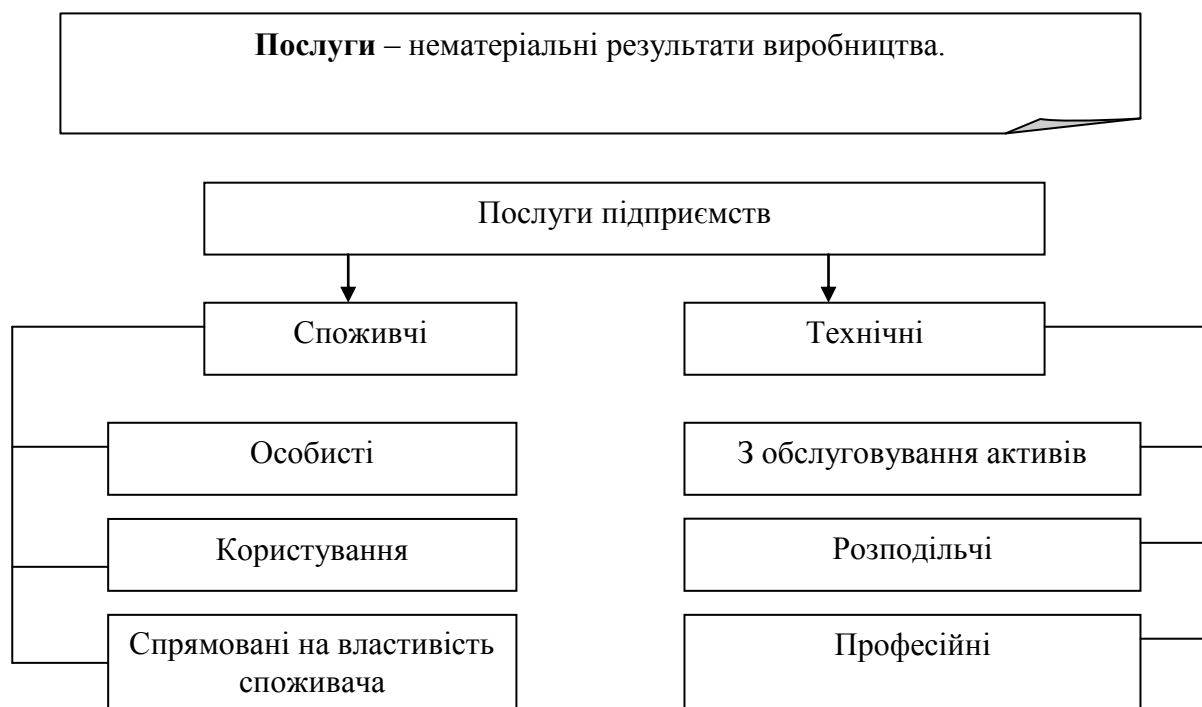 Послуги – нематеріальні результати виробництва.
Послуги підприємств
Споживчі
Технічні
Особисті
З обслуговування активів
Користування
Розподільчі
Спрямовані на властивість
споживача
Професійні